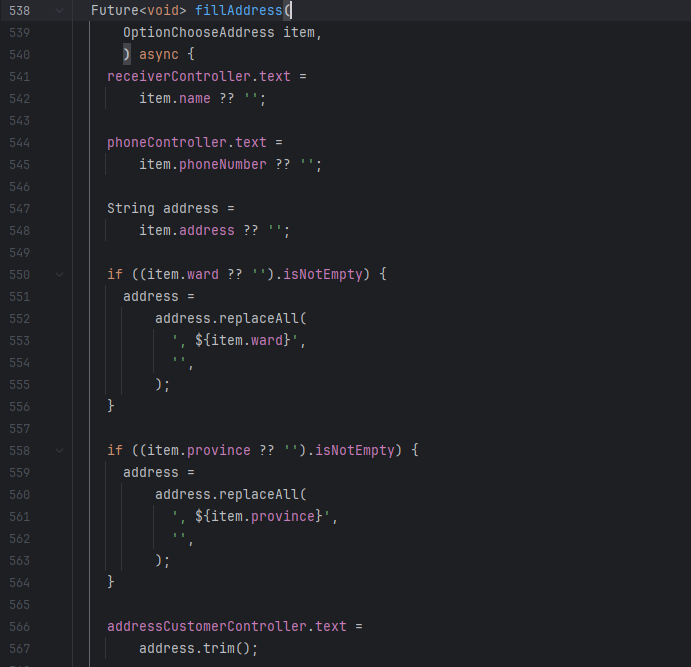 538 Future<void> fillAddress(
539 OptionChooseAddress item,
540 ) async {
541 receiverController.text =
542 item.name ?? '';
543
544 phoneController.text =
545 item.phoneNumber ?? '';
546
547 String address =
548 item.address ?? '';
549
550 if ((item.ward ?? '').isNotEmpty) {
551 address =
552 address.replaceAll(
553 ', ${item.ward}',
554 '',
555 );
556 }
557
558 if ((item.province ?? '').isNotEmpty) {
559 address =
560 address.replaceAll(
561 ', ${item.province}',
562 '',
563 );
564 }
565
566 addressCustomerController.text =
567 address.trim();